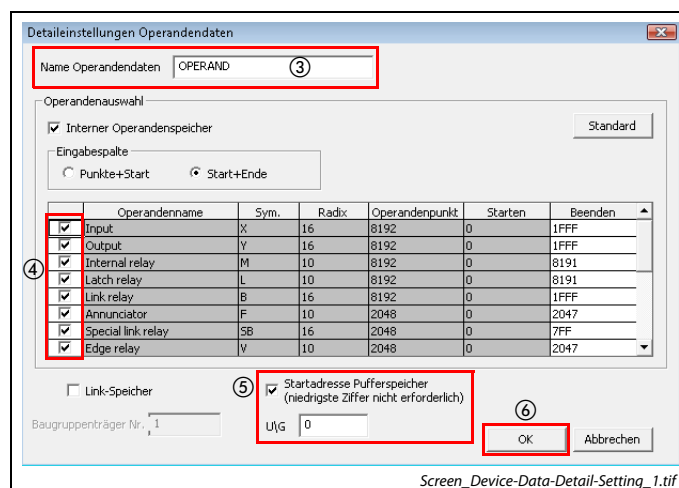 Detaileinstellungen Operandendaten
Name Operandendaten OPERAND ③
Operandenauswahl
Interner Operandenspeicher Standard
Eingabespalte
Punkte+Start Start+Ende
Operandenname Sym. Radix Operandenpunkt Starten Beenden
Input X 16 8192 0 1FFF
Output Y 16 8192 0 1FFF
④ Internal relay M 10 8192 0 8191
Latch relay L 10 8192 0 8191
Link relay B 16 8192 0 1FFF
Annunciator F 10 2048 0 2047
Special link relay SB 16 2048 0 7FF
Edge relay V 10 2048 0 2047
Link-Speicher ⑤ Startadresse Pufferspeicher
(niedrigste Ziffer nicht erforderlich)
Baugruppenträger Nr. 1 U\G 0 ⑥
OK Abbrechen
Screen_Device-Data-Detail-Setting_1.tif